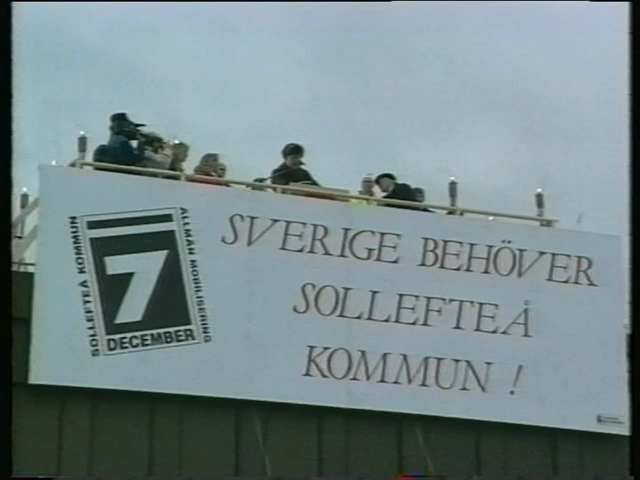 SOLLEFTEÅ KOMMUN
ALLMÄN MOBILISERING
7
DECEMBER
SVERIGE BEHÖVER
SOLLEFTEÅ
KOMMUN !